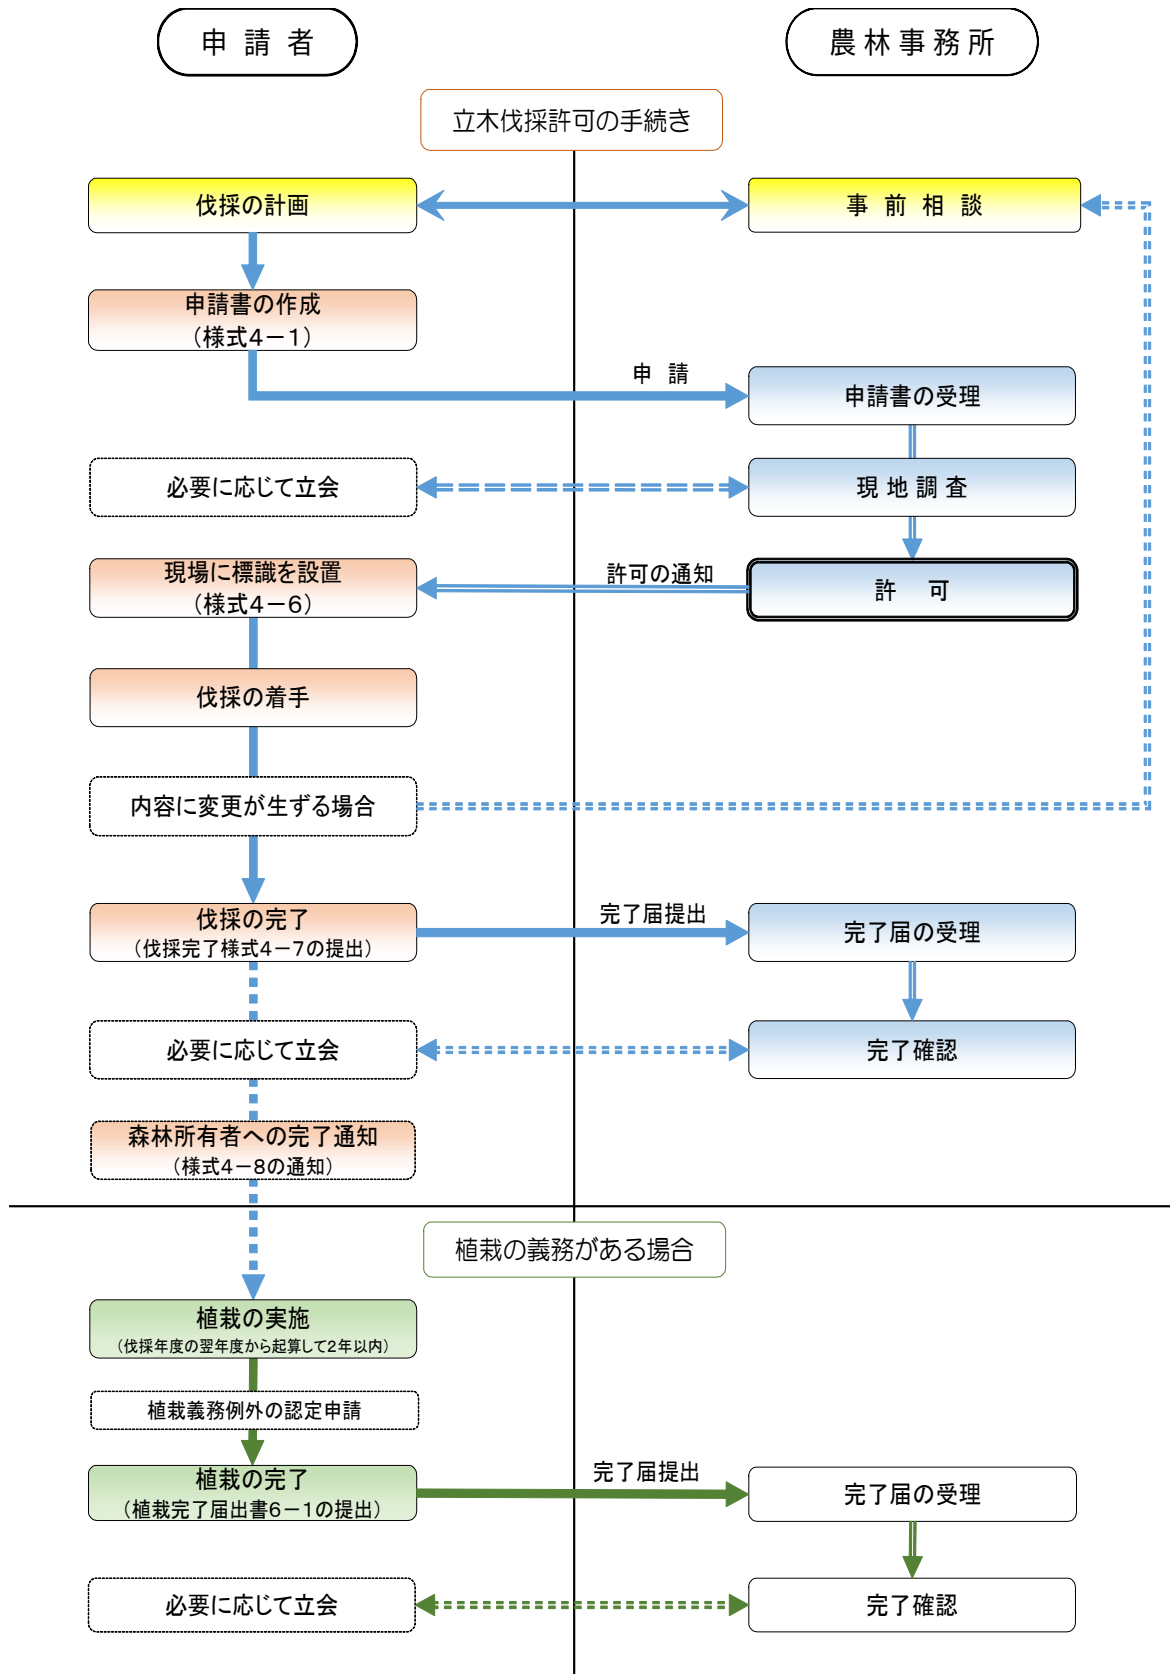 申 請 者
農 林 事 務 所
立木伐採許可の手続き
伐採の計画
事 前 相 談
申請書の作成
（様式4－1）
申 請
申請書の受理
必要に応じて立会
現 地 調 査
現場に標識を設置
（様式4－6）
許可の通知
許 可
伐採の着手
内容に変更が生ずる場合
伐採の完了
（伐採完了様式4－7の提出）
完了届提出
完了届の受理
必要に応じて立会
完了確認
森林所有者への完了通知
（様式4－8の通知）
植栽の義務がある場合
植栽の実施
（伐採年度の翌年度から起算して2年以内）
植栽義務例外の認定申請
植栽の完了
（植栽完了届出書6－1の提出）
完了届提出
完了届の受理
必要に応じて立会
完了確認